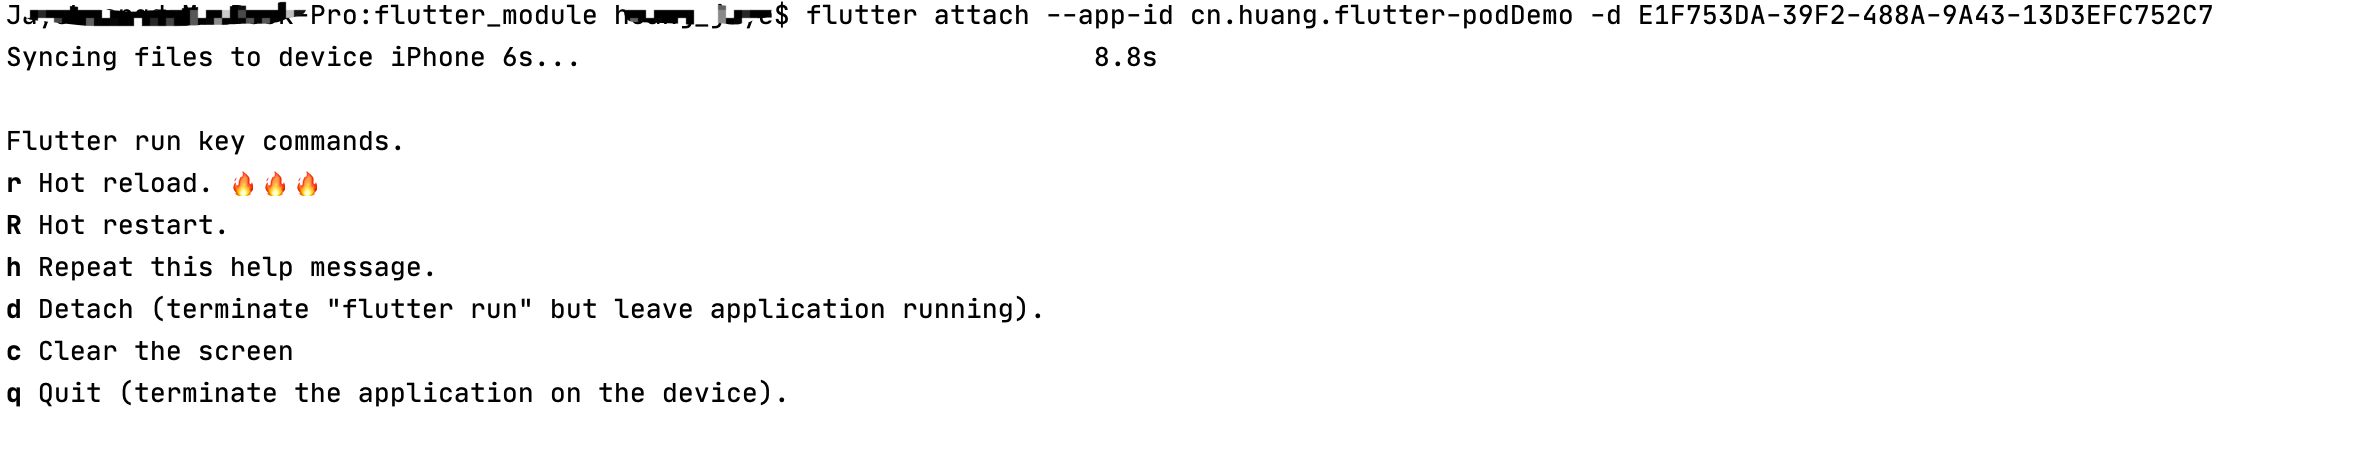 -Pro:flutter_module $ flutter attach --app-id cn.huang.flutter-podDemo -d E1F753DA-39F2-488A-9A43-13D3EFC752C7
Syncing files to device iPhone 6s... 8.8s
Flutter run key commands.
r Hot reload. 🔥🔥🔥
R Hot restart.
h Repeat this help message.
d Detach (terminate "flutter run" but leave application running).
c Clear the screen
q Quit (terminate the application on the device).